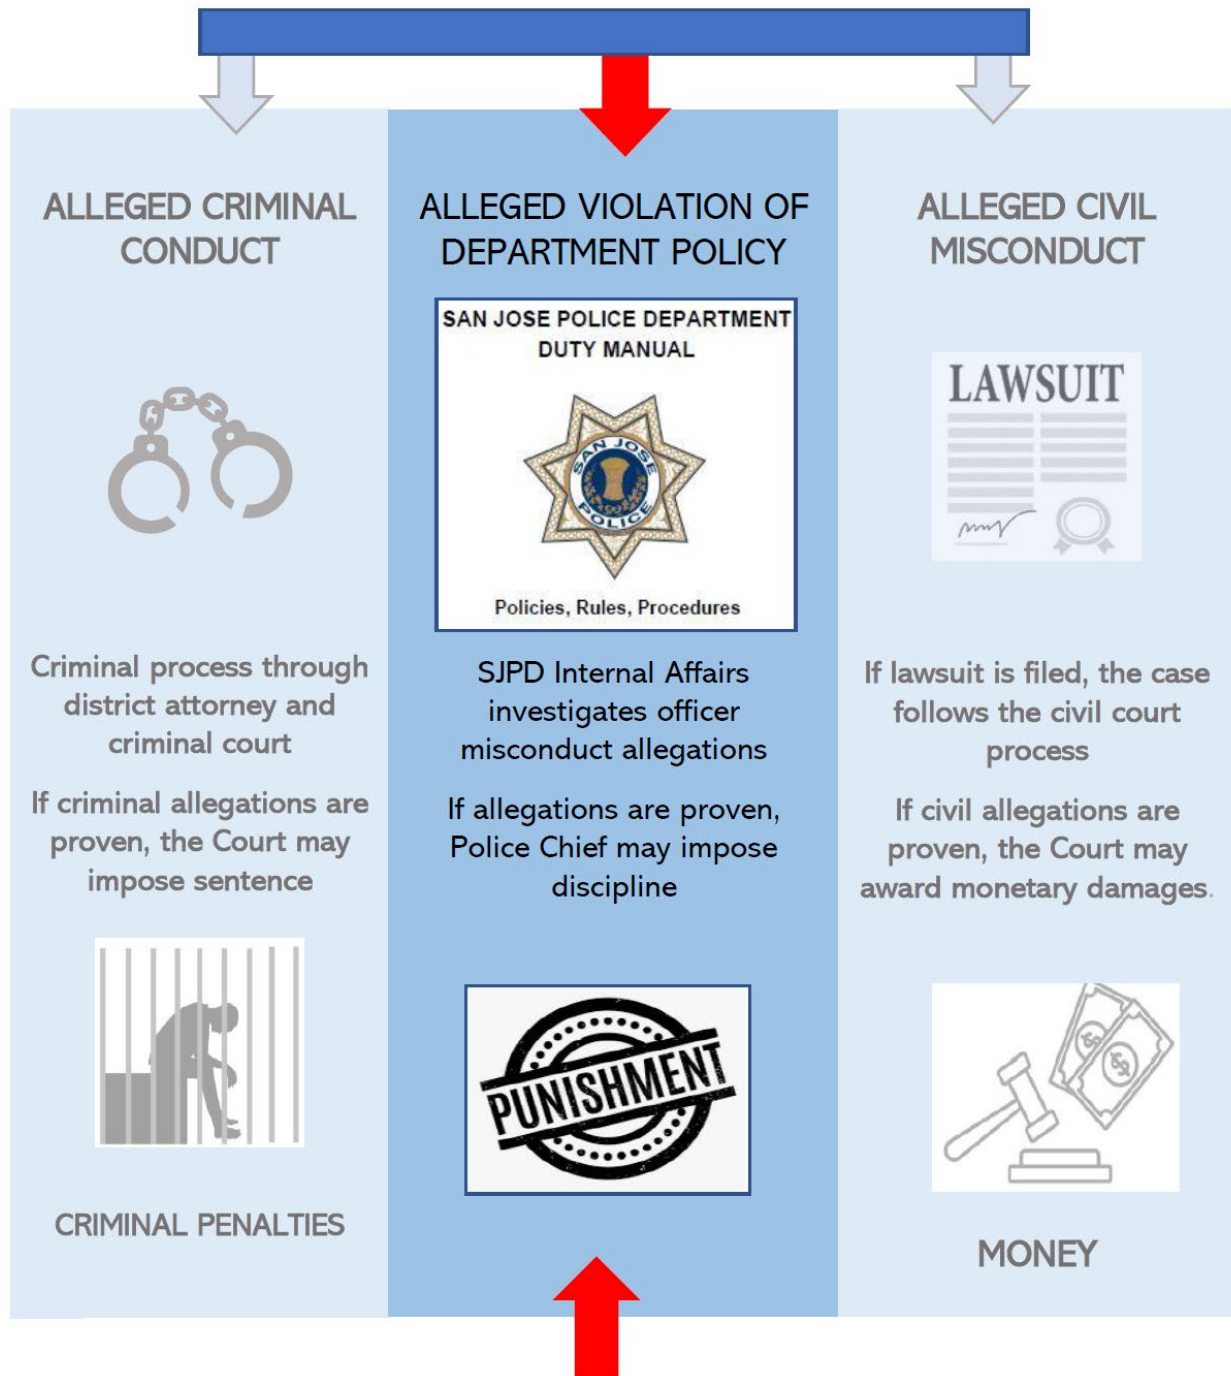 ALLEGED CRIMINAL
CONDUCT
Criminal process through
district attorney and
criminal court
If criminal allegations are
proven, the Court may
impose sentence
CRIMINAL PENALTIES
ALLEGED VIOLATION OF
DEPARTMENT POLICY
SAN JOSE POLICE DEPARTMENT
DUTY MANUAL
SAN JOSE
POLICE
Policies, Rules, Procedures
SJPD Internal Affairs
investigates officer
misconduct allegations
If allegations are proven,
Police Chief may impose
discipline
PUNISHMENT
ALLEGED CIVIL
MISCONDUCT
LAWSUIT
If lawsuit is filed, the case
follows the civil court
process
If civil allegations are
proven, the Court may
award monetary damages.
MONEY